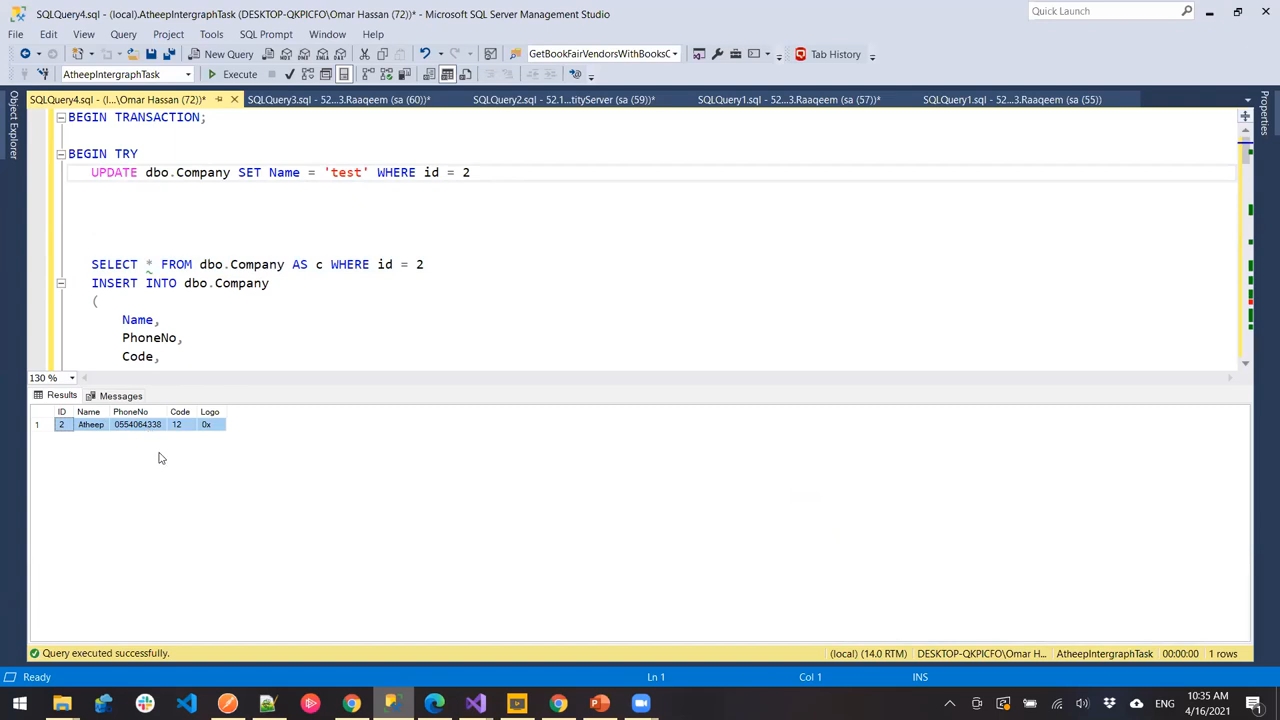 SQLQuery4.sql - (local).AtheepIntergraphTask (DESKTOP-QKPICFO\Omar Hassan (72))* - Microsoft SQL Server Management Studio
Quick Launch
File Edit View Query Project Tools SQL Prompt Window Help
New Query
GetBookFairVendorsWithBooksC
Tab History
AtheepIntergraphTask
Execute
SQLQuery4.sql - (l...\Omar Hassan (72))*
SQLQuery3.sql - 52...3.Raaqeem (sa (60))*
SQLQuery2.sql - 52.1...tityServer (sa (59))*
SQLQuery1.sql - 52...3.Raaqeem (sa (57))*
SQLQuery1.sql - 52...3.Raaqeem (sa (55))
Object Explorer
Properties
BEGIN TRANSACTION;
BEGIN TRY
UPDATE dbo.Company SET Name = 'test' WHERE id = 2
SELECT * FROM dbo.Company AS c WHERE id = 2
INSERT INTO dbo.Company
(
Name,
PhoneNo,
Code,
130 %
Results Messages
ID Name PhoneNo Code Logo
1 2 Atheep 0554064338 12 0x
Query executed successfully.
(local) (14.0 RTM)
DESKTOP-QKPICFO\Omar H...
AtheepIntergraphTask
00:00:00
1 rows
Ready
Ln 1
Col 1
INS
ENG
10:35 AM
4/16/2021
1